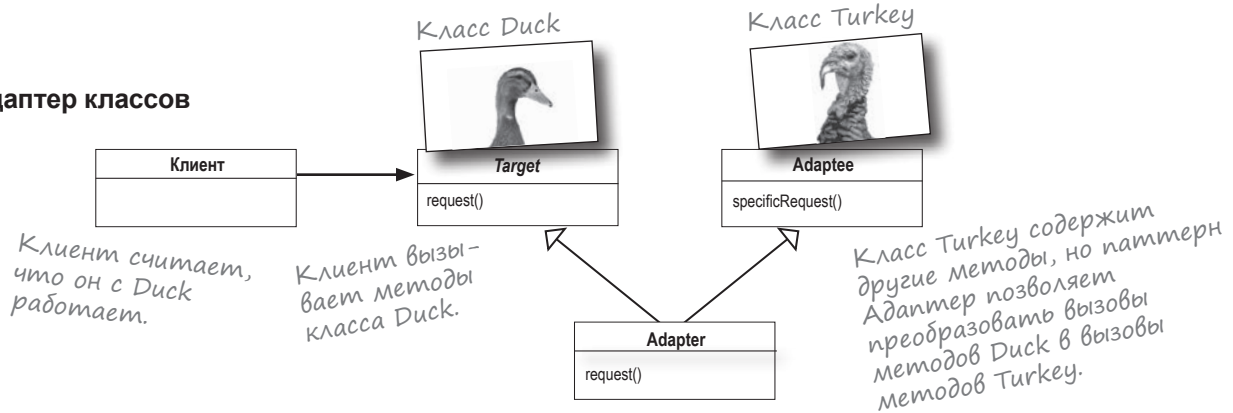 Класс Duck
Класс Turkey
даптер классов
Клиент
Target
request()
Adaptee
specificRequest()
Клиент считает,
что он с Duck
работает.
Клиент вызы-
вает методы
класса Duck.
Класс Turkey содержит
другие методы, но паттерн
Адаптер позволяет
преобразовать вызовы
методов Duck в вызовы
методов Turkey.
Adapter
request()